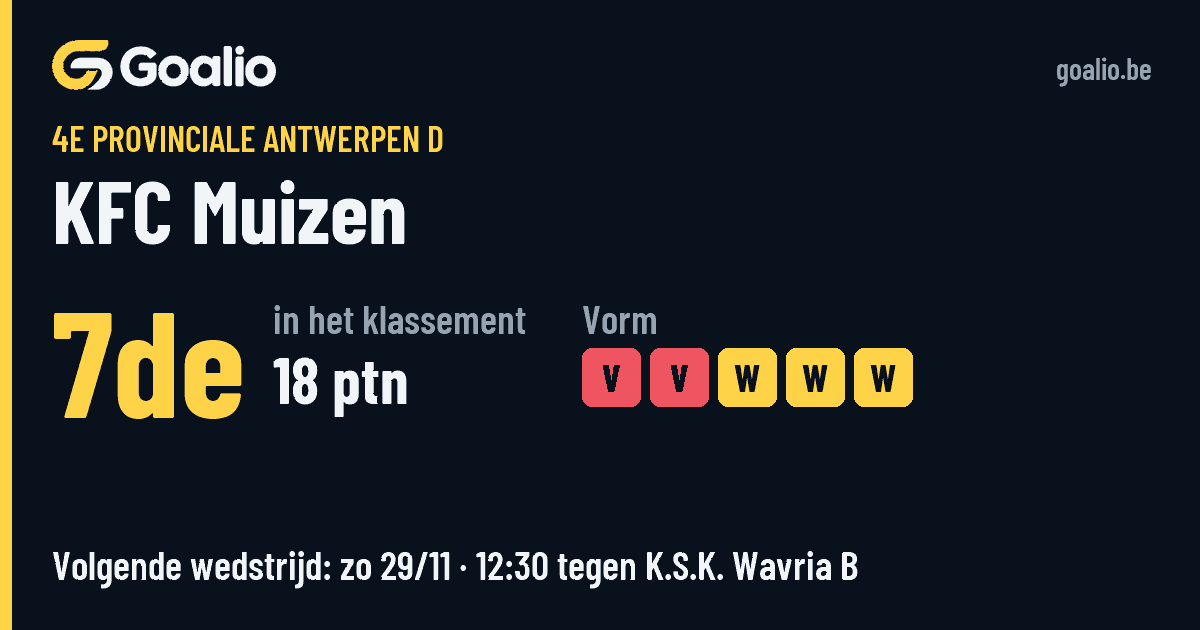 Goalio
goalio.be
4E PROVINCIALE ANTWERPEN D
KFC Muizen
7de
in het klassement
18 ptn
Vorm
V V W W W
Volgende wedstrijd: zo 29/11 · 12:30 tegen K.S.K. Wavria B